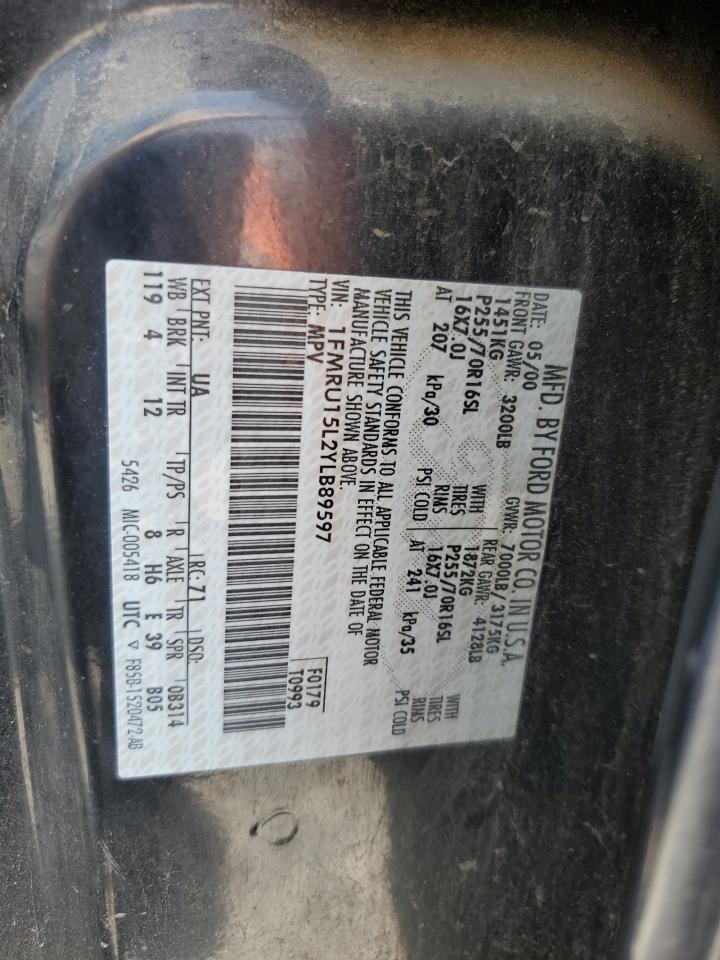 MFD. BY FORD MOTOR CO. IN U.S.A.
DATE: 05/00 GVWR: 7000LB/3175KG
FRONT GAWR: 3200LB REAR GAWR: 4128LB
1451KG WITH 1872KG WITH
P255/70R16SL TIRES P255/70R16SL TIRES
16X7.0J RIMS 16X7.0J RIMS
AT 207 kPa/30 PSI COLD AT 241 kPa/35 PSI COLD
THIS VEHICLE CONFORMS TO ALL APPLICABLE FEDERAL MOTOR
VEHICLE SAFETY STANDARDS IN EFFECT ON THE DATE OF
MANUFACTURE SHOWN ABOVE.
VIN: 1FMRU15L2YLB89597 F0179
TYPE: MPV T0993
EXT PNT: UA RC: 71 DSO:
WB BRK INT TR TP/PS R AXLE TR SPR 0B314
119 4 12 8 H6 E 39 B05
5426 MIC-005418 UTC ▽ F85B-1520472-AB